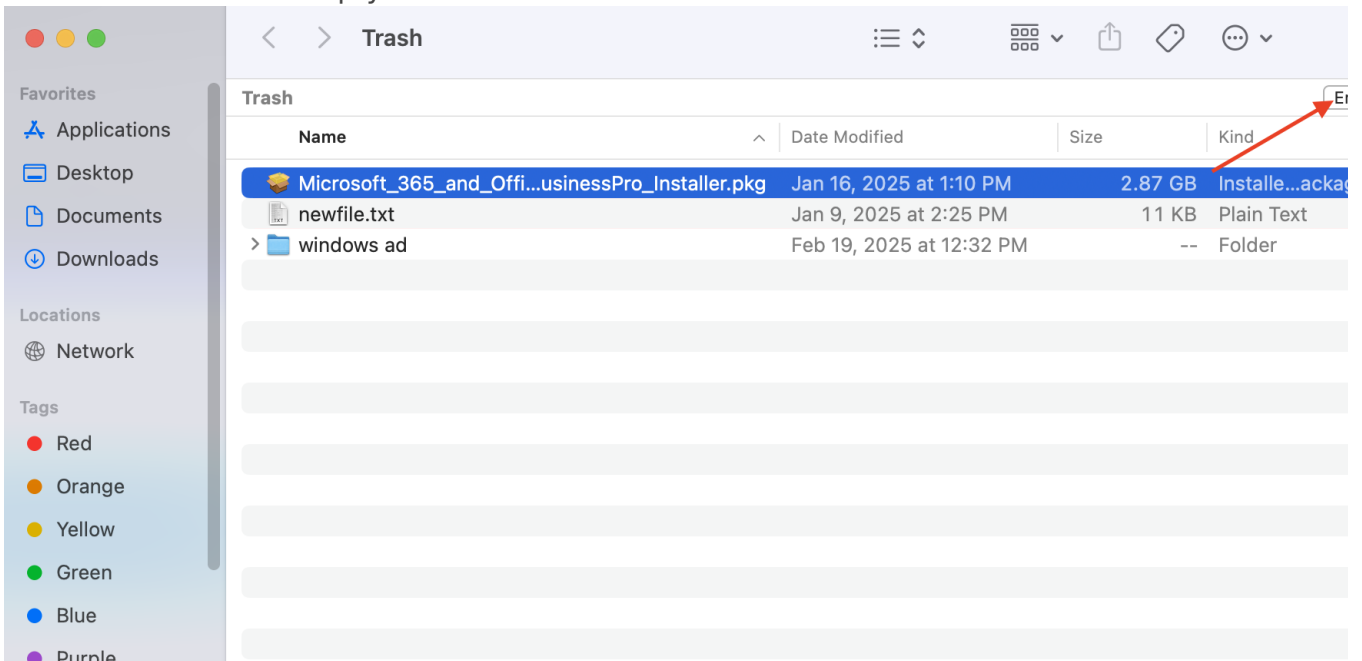 Trash
Favorites
Applications
Desktop
Documents
Downloads
Locations
Network
Tags
Red
Orange
Yellow
Green
Blue
Purple
Trash
Name Date Modified Size Kind
Microsoft_365_and_Offi...usinessPro_Installer.pkg Jan 16, 2025 at 1:10 PM 2.87 GB Installe...ackag
newfile.txt Jan 9, 2025 at 2:25 PM 11 KB Plain Text
windows ad Feb 19, 2025 at 12:32 PM -- Folder